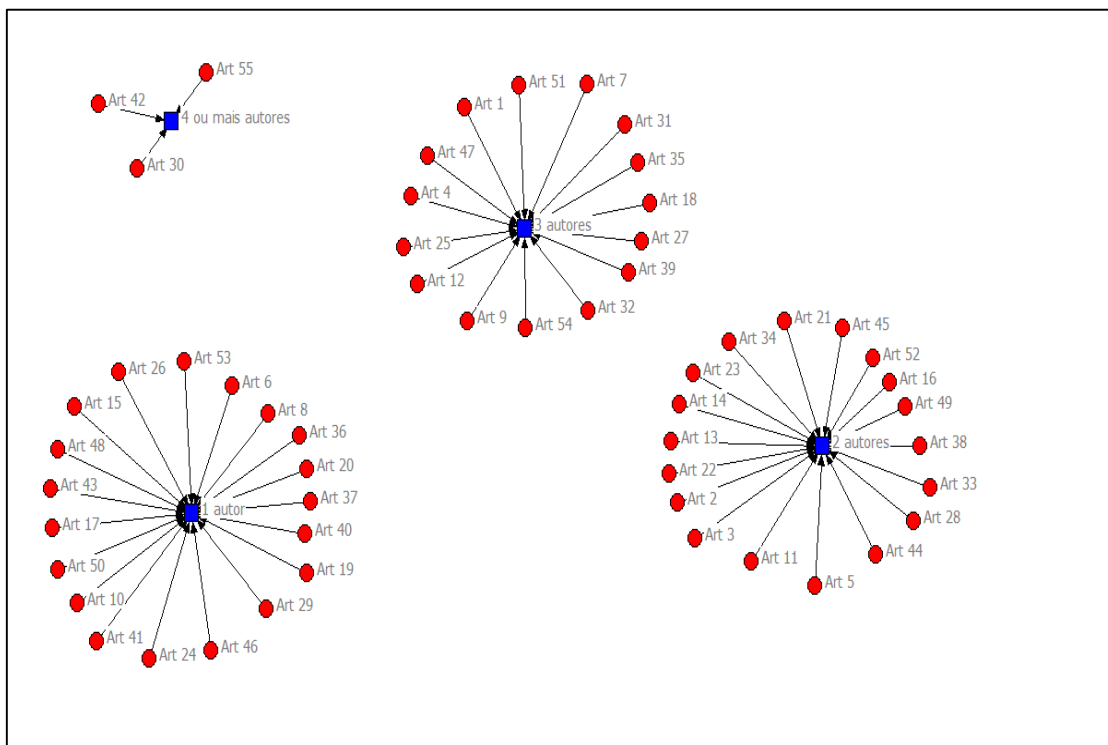 Art 55
Art 42
4 ou mais autores
Art 30
Art 51
Art 7
Art 1
Art 31
Art 47
Art 35
Art 4
Art 18
3 autores
Art 25
Art 27
Art 12
Art 39
Art 9
Art 54
Art 32
Art 21
Art 45
Art 34
Art 52
Art 23
Art 16
Art 14
Art 49
Art 13
2 autores
Art 38
Art 22
Art 2
Art 33
Art 3
Art 28
Art 11
Art 44
Art 5
Art 53
Art 26
Art 6
Art 15
Art 8
Art 36
Art 48
Art 20
Art 43
Art 37
1 autor
Art 17
Art 40
Art 50
Art 19
Art 10
Art 29
Art 41
Art 24
Art 46